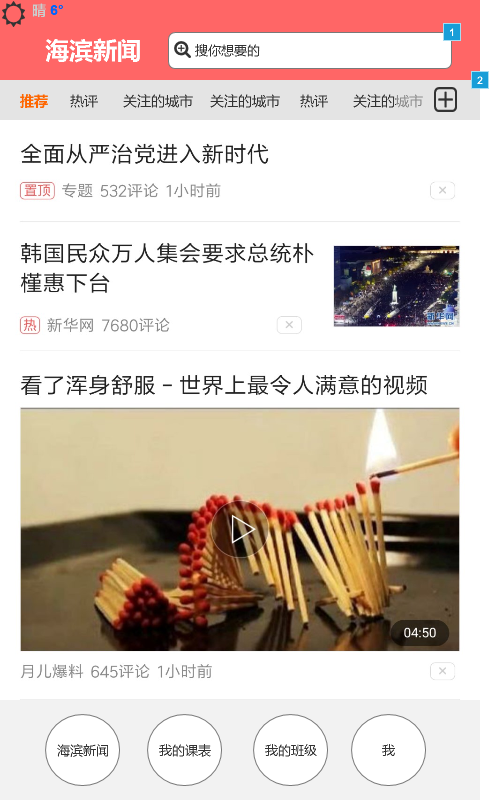 晴 6°
1
海滨新闻 搜你想要的
2
推荐 热评 关注的城市 关注的城市 热评 关注的城市
全面从严治党进入新时代
置顶 专题 532评论 1小时前
韩国民众万人集会要求总统朴
槿惠下台
新华网
热 新华网 7680评论
看了浑身舒服－世界上最令人满意的视频
04:50
月儿爆料 645评论 1小时前
海滨新闻 我的课表 我的班级 我